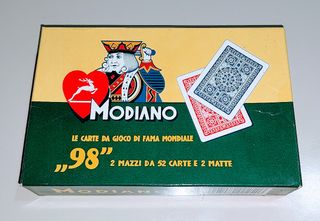 MODIANO
LE CARTE DA GIOCO DI FAMA MONDIALE
„98”
2 MAZZI DA 52 CARTE E 2 MATTE
MODIANO